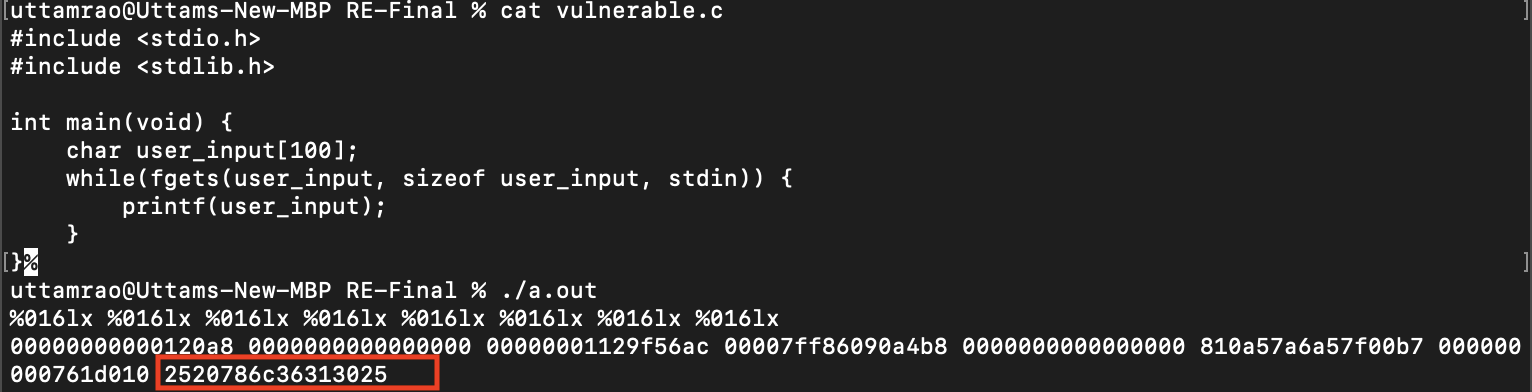 [uttamrao@Uttams-New-MBP RE-Final % cat vulnerable.c ]
#include <stdio.h>
#include <stdlib.h>
int main(void) {
    char user_input[100];
    while(fgets(user_input, sizeof user_input, stdin)) {
        printf(user_input);
    }
[}% ]
uttamrao@Uttams-New-MBP RE-Final % ./a.out
%016lx %016lx %016lx %016lx %016lx %016lx %016lx %016lx
00000000000120a8 0000000000000000 00000001129f56ac 00007ff86090a4b8 0000000000000000 810a57a6a57f00b7 000000
000761d010 2520786c36313025